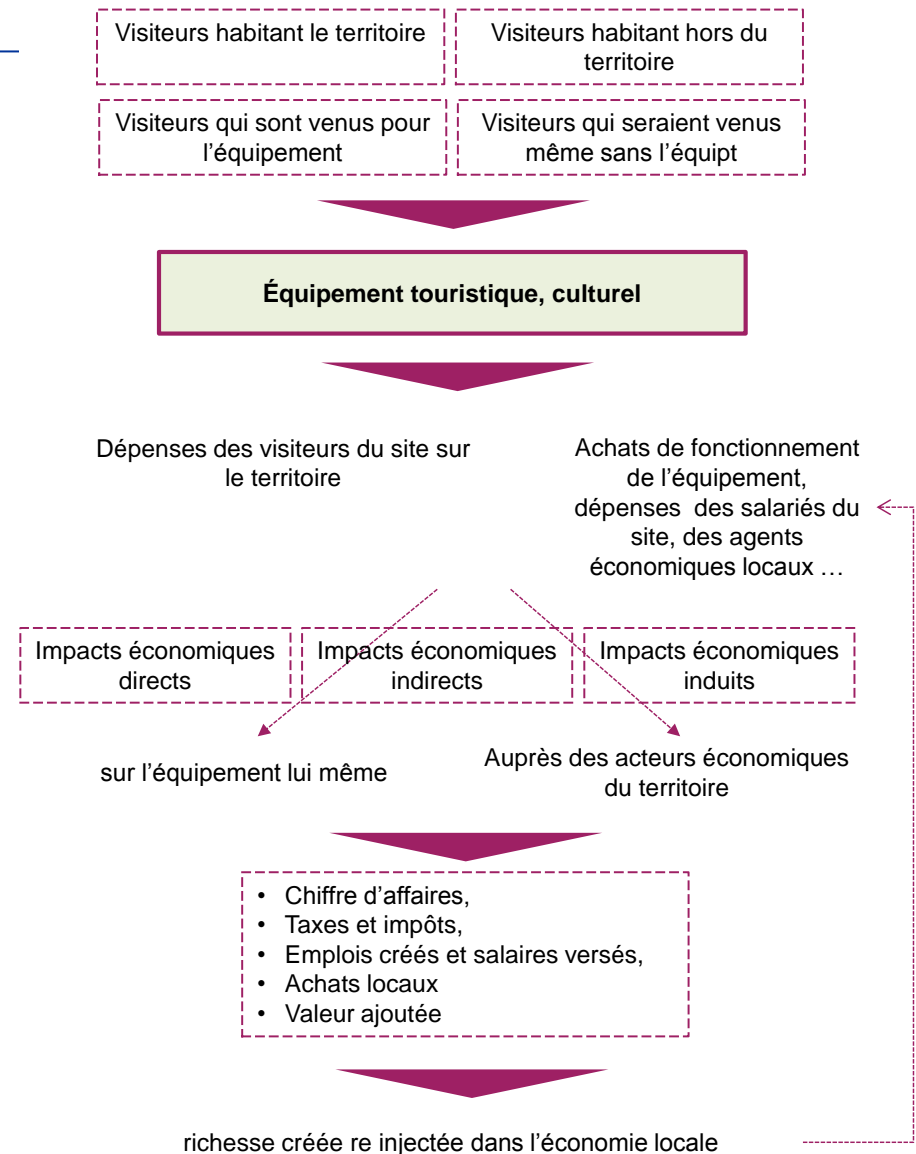 Visiteurs habitant le territoire
Visiteurs habitant hors du
territoire
Visiteurs qui sont venus pour
l'équipement
Visiteurs qui seraient venus
même sans l'équipt
Équipement touristique, culturel
Dépenses des visiteurs du site sur
le territoire
Achats de fonctionnement
de l'équipement,
dépenses des salariés du
site, des agents
économiques locaux …
Impacts économiques
directs
Impacts économiques
indirects
Impacts économiques
induits
sur l'équipement lui même
Auprès des acteurs économiques
du territoire
• Chiffre d'affaires,
• Taxes et impôts,
• Emplois créés et salaires versés,
• Achats locaux
• Valeur ajoutée
richesse créée re injectée dans l'économie locale